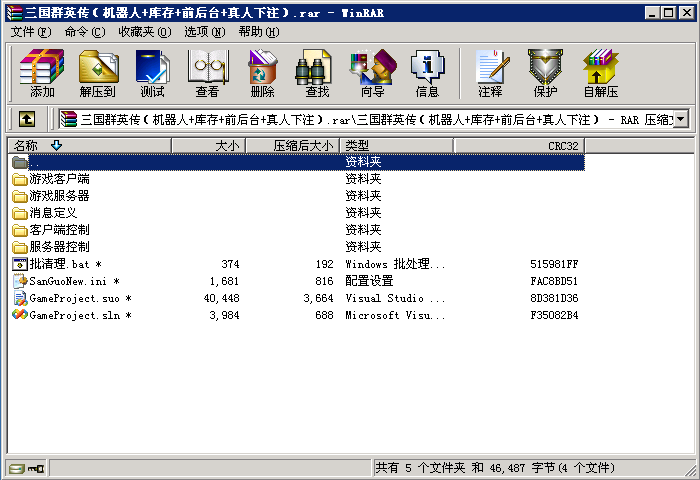 三国群英传(机器人+库存+前后台+真人下注).rar - WinRAR
文件(F) 命令(C) 收藏夹(O) 选项(N) 帮助(H)
添加 解压到 测试 查看 删除 查找 向导 信息 注释 保护 自解压
三国群英传(机器人+库存+前后台+真人下注).rar\三国群英传(机器人+库存+前后台+真人下注) - RAR 压缩文
名称 大小 压缩后大小 类型 CRC32
.. 资料夹
游戏客户端 资料夹
游戏服务器 资料夹
消息定义 资料夹
客户端控制 资料夹
服务器控制 资料夹
批清理.bat * 374 192 Windows 批处理... 515981FF
SanGuoNew.ini * 1,681 816 配置设置 FAC8BD51
GameProject.suo * 40,448 3,664 Visual Studio ... 8D381D36
GameProject.sln * 3,984 688 Microsoft Visu... F35082B4
共有 5 个文件夹 和 46,487 字节(4 个文件)